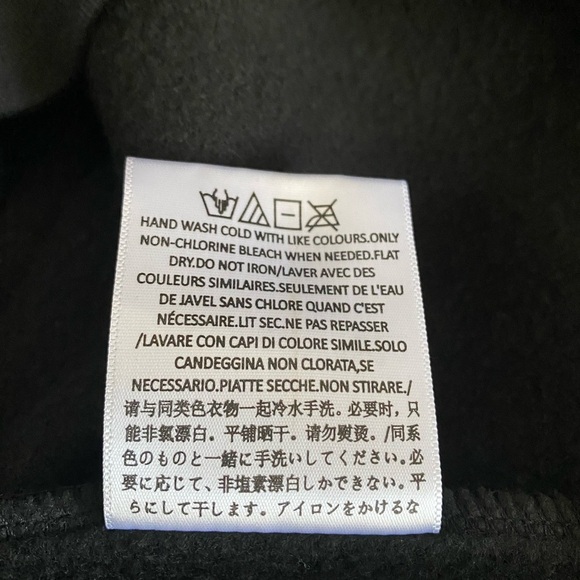 HAND WASH COLD WITH LIKE COLOURS.ONLY
NON-CHLORINE BLEACH WHEN NEEDED.FLAT
DRY.DO NOT IRON/LAVER AVEC DES
COULEURS SIMILAIRES.SEULEMENT DE L'EAU
DE JAVEL SANS CHLORE QUAND C'EST
NÉCESSAIRE.LIT SEC.NE PAS REPASSER
/LAVARE CON CAPI DI COLORE SIMILE.SOLO
CANDEGGINA NON CLORATA,SE
NECESSARIO.PIATTE SECCHE.NON STIRARE./
请与同类色衣物一起冷水手洗。必要时，只
能非氯漂白。平铺晒干。请勿熨烫。/同系
色のものと一緒に手洗いしてください。必
要に応じて、非塩素漂白しかできない。平
らにして干します。アイロンをかけるな